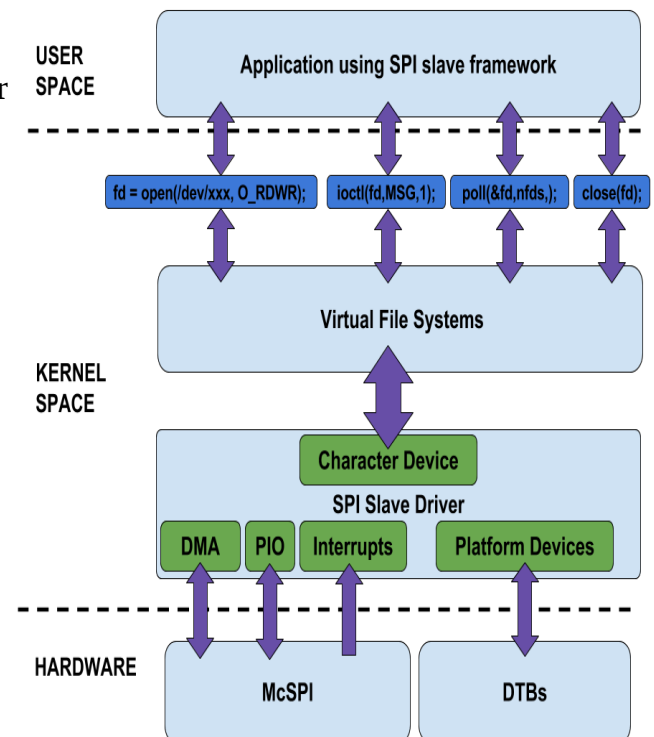 USER
SPACE
r
Application using SPI slave framework
fd = open(/dev/xxx, O_RDWR);
ioctl(fd,MSG,1);
poll(&fd,nfds,);
close(fd);
Virtual File Systems
KERNEL
SPACE
Character Device
SPI Slave Driver
DMA
PIO
Interrupts
Platform Devices
HARDWARE
McSPI
DTBs